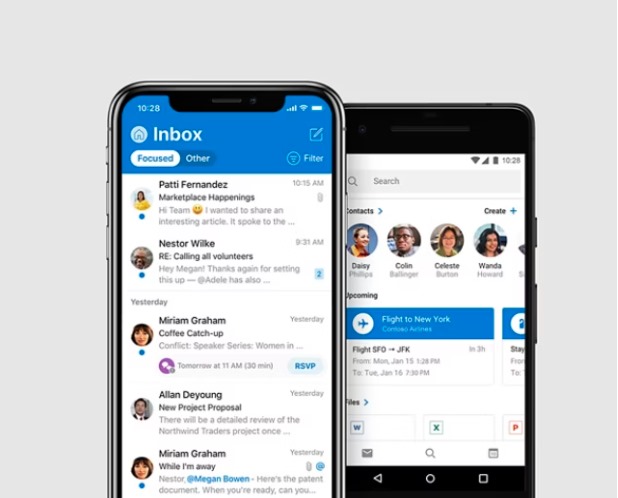 10:28
Inbox
Focused Other Filter
Patti Fernandez 10:15 AM
Marketplace Happenings
Hi Team 😀 I wanted to share an
interesting article. It spoke to the ...
Nestor Wilke 9:31 AM
RE: Calling all volunteers
Hey Megan! Thanks again for setting
this up — @Adele has also ... 2
Yesterday
Miriam Graham Yesterday
Coffee Catch-up
Conflict: Speaker Series: Women in ...
Tomorrow at 11 AM (30 min) RSVP
Allan Deyoung Yesterday
New Project Proposal
There will be a detailed review of the
Northwind Traders project once ...
Miriam Graham Yesterday
While I'm away @
Nestor, @Megan Bowen - Here's the patent
document. When you're ready, can you...
10:28
Search
Contacts > Create +
Daisy Colin Celeste Wanda
Phillips Ballinger Burton Howard
Upcoming
Flight to New York
Contoso Airlines
Flight SFO → JFK In 3h
From: Mon, Jan 15 1:28 PM
To: Tue, Jan 16 7:30 PM
Stay
From:
To:
Files >
W X P